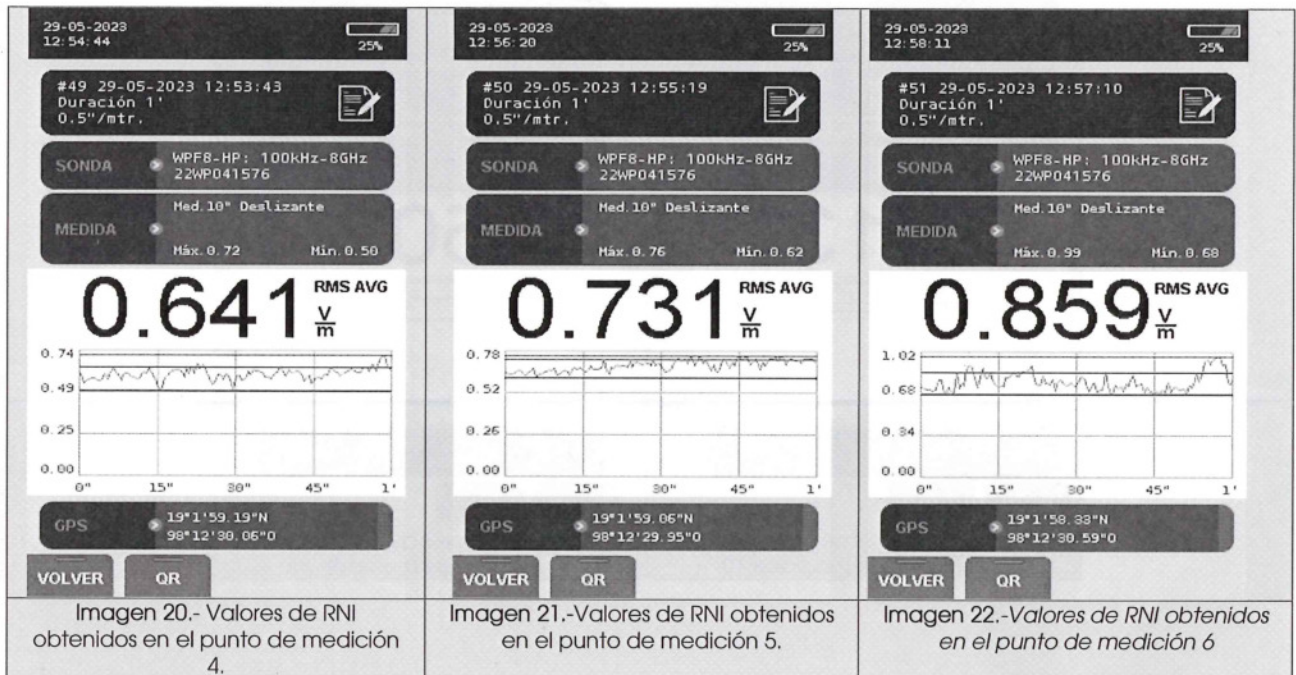 29-05-2023
12:54:44
25%
#49 29-05-2023 12:53:43
Duración 1'
0.5"/mtr.
SONDA
WPF8-HP: 100kHz-8GHz
22WP041576
MEDIDA
Med.10" Deslizante
Máx.0.72 Min.0.50
0.641 RMS AVG
V/m
0.74
0.49
0.25
0.00
0" 15" 30" 45" 1'
GPS
19°1'59.19"N
98°12'30.06"O
VOLVER QR
Imagen 20.- Valores de RNI
obtenidos en el punto de medición
4.
29-05-2023
12:56:20
25%
#50 29-05-2023 12:55:19
Duración 1'
0.5"/mtr.
SONDA
WPF8-HP: 100kHz-8GHz
22WP041576
MEDIDA
Med.10" Deslizante
Máx.0.76 Min.0.62
0.731 RMS AVG
V/m
0.78
0.52
0.26
0.00
0" 15" 30" 45" 1'
GPS
19°1'59.06"N
98°12'29.95"O
VOLVER QR
Imagen 21.-Valores de RNI obtenidos
en el punto de medición 5.
29-05-2023
12:58:11
25%
#51 29-05-2023 12:57:10
Duración 1'
0.5"/mtr.
SONDA
WPF8-HP: 100kHz-8GHz
22WP041576
MEDIDA
Med.10" Deslizante
Máx.0.99 Min.0.68
0.859 RMS AVG
V/m
1.02
0.68
0.34
0.00
0" 15" 30" 45" 1'
GPS
19°1'58.33"N
98°12'30.59"O
VOLVER QR
Imagen 22.-Valores de RNI obtenidos
en el punto de medición 6